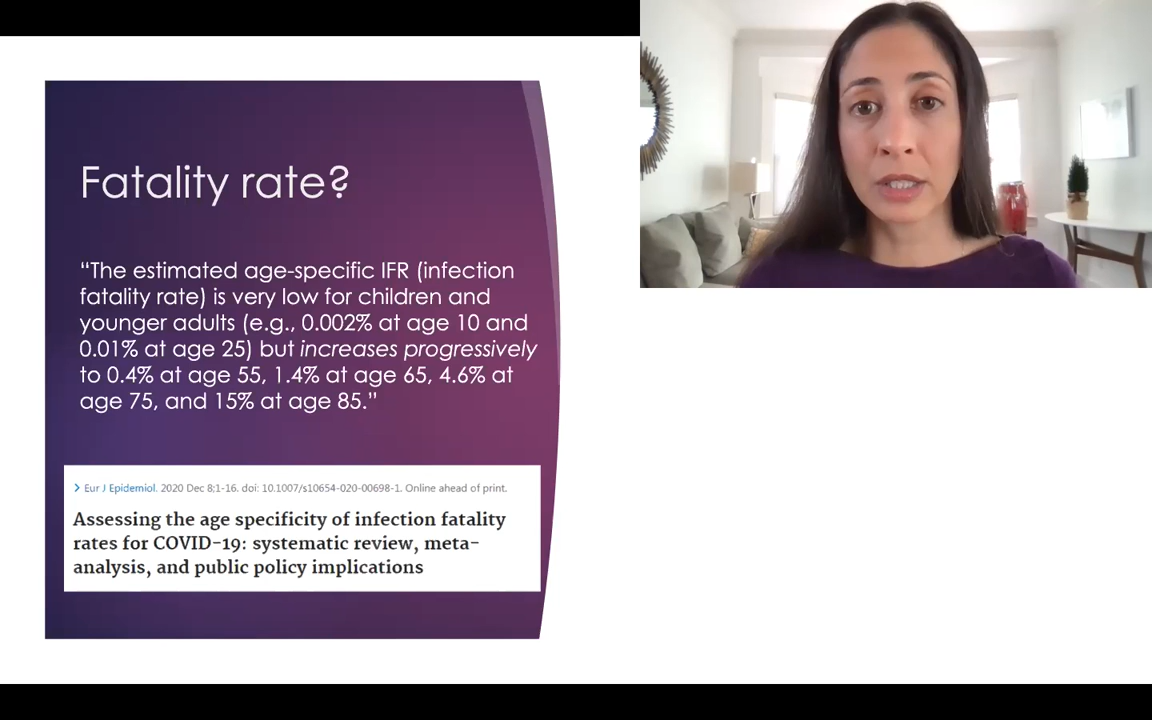 Fatality rate?
“The estimated age-specific IFR (infection
fatality rate) is very low for children and
younger adults (e.g., 0.002% at age 10 and
0.01% at age 25) but increases progressively
to 0.4% at age 55, 1.4% at age 65, 4.6% at
age 75, and 15% at age 85.”
> Eur J Epidemiol. 2020 Dec 8;1-16. doi: 10.1007/s10654-020-00698-1. Online ahead of print.
Assessing the age specificity of infection fatality
rates for COVID-19: systematic review, meta-
analysis, and public policy implications